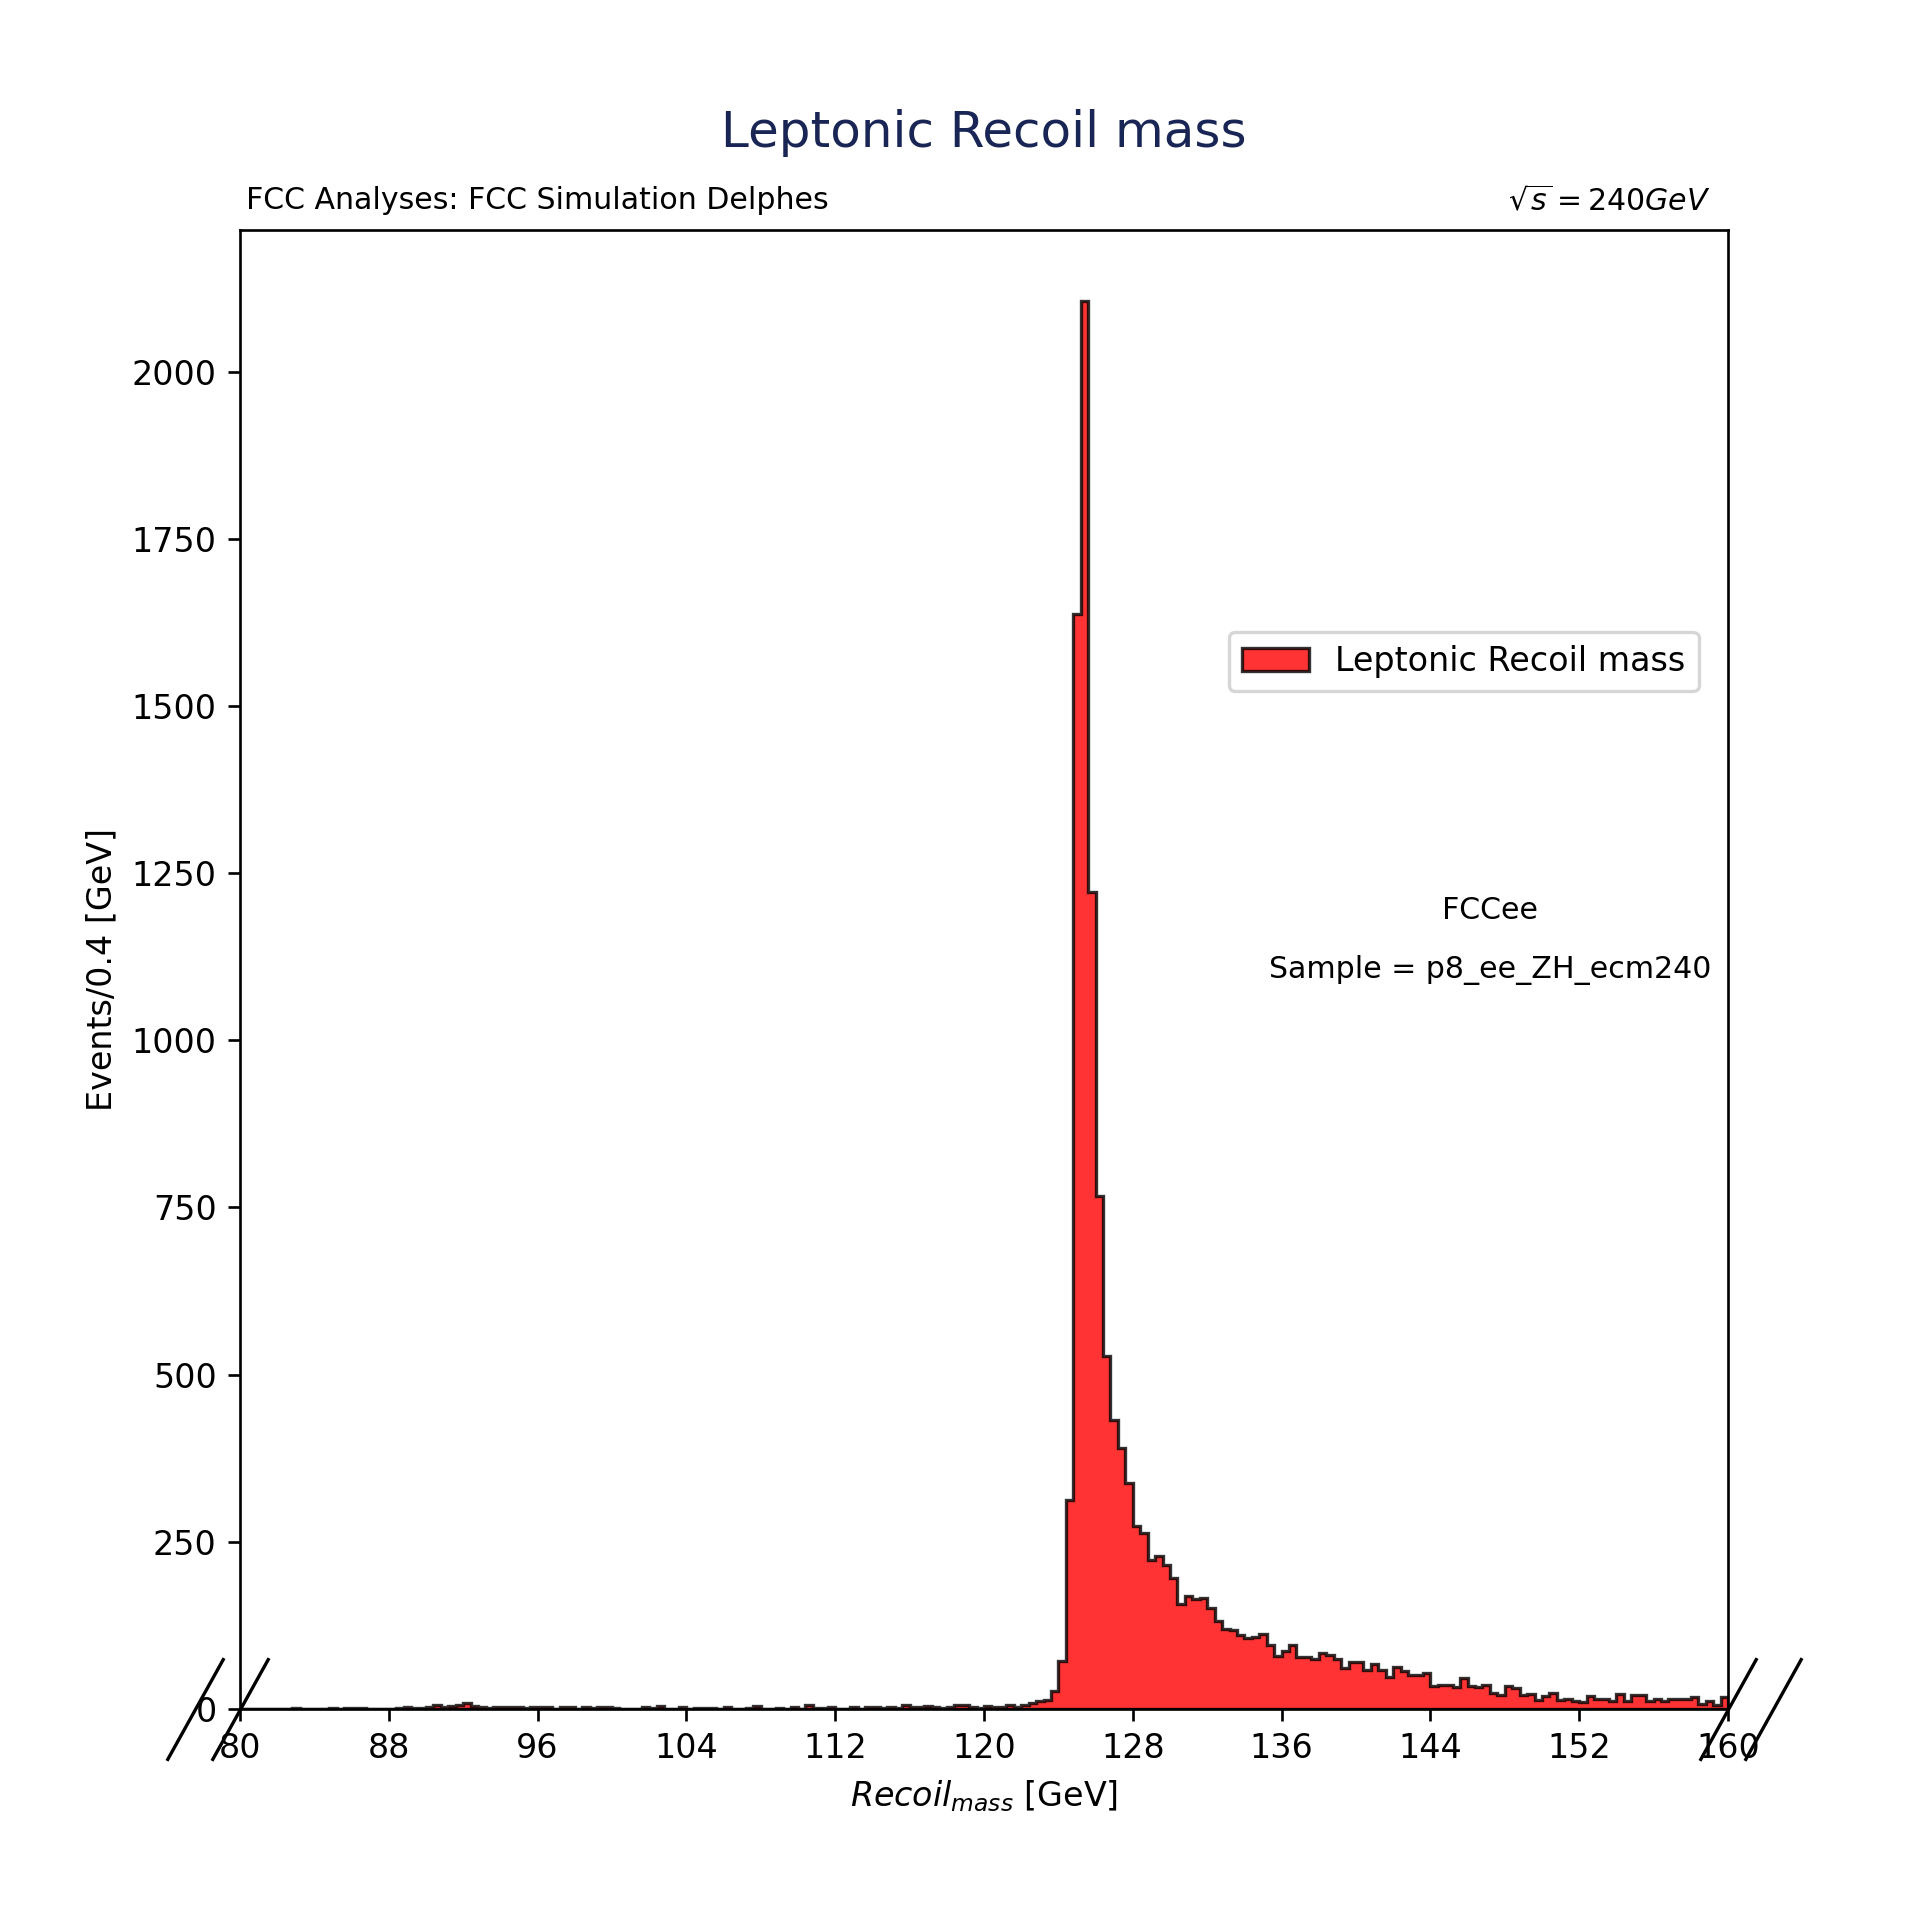 Leptonic Recoil mass
FCC Analyses: FCC Simulation Delphes
√s = 240GeV
2000
1750
1500
1250
1000
750
500
250
0
Events/0.4 [GeV]
Leptonic Recoil mass
FCCee
Sample = p8_ee_ZH_ecm240
80 88 96 104 112 120 128 136 144 152 160
Recoil_mass [GeV]